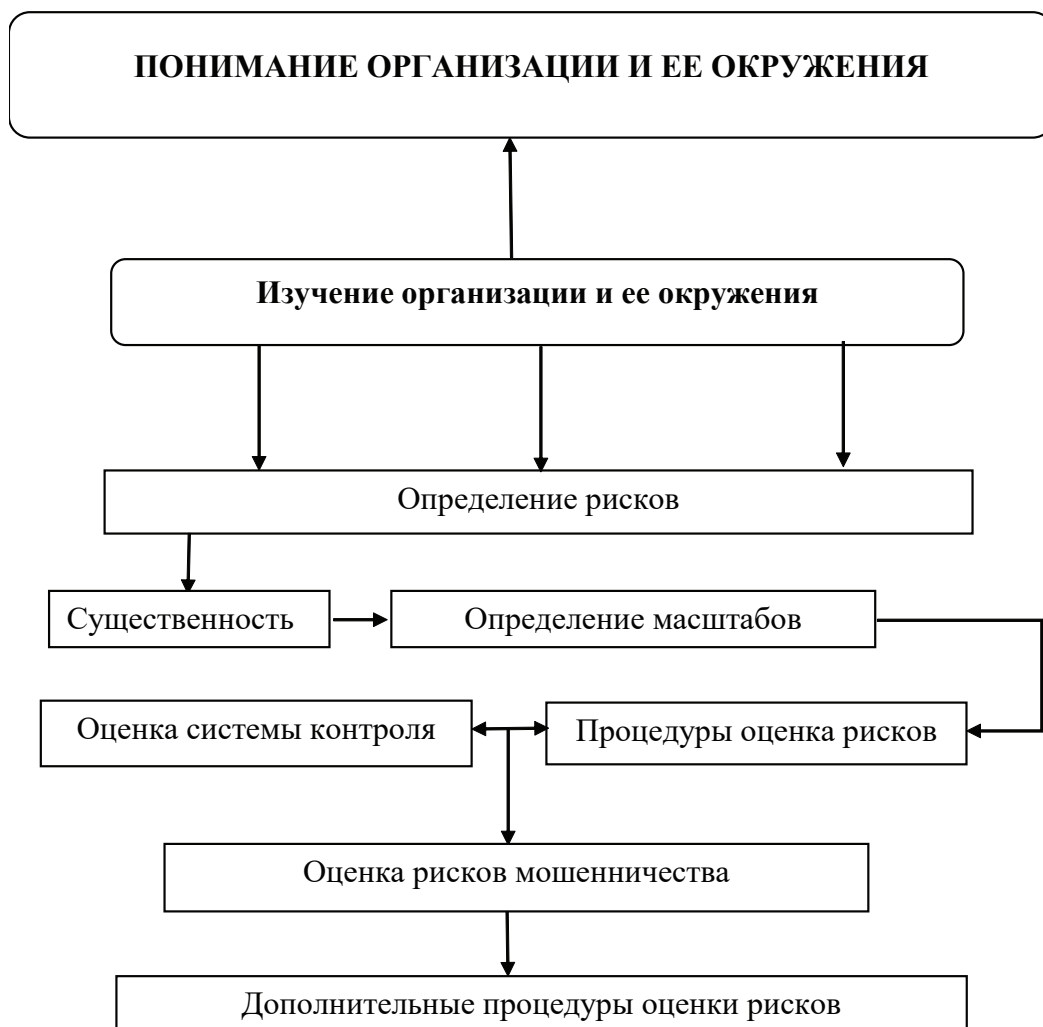 ПОНИМАНИЕ ОРГАНИЗАЦИИ И ЕЕ ОКРУЖЕНИЯ
Изучение организации и ее окружения
Определение рисков
Существенность
Определение масштабов
Оценка системы контроля
Процедуры оценка рисков
Оценка рисков мошенничества
Дополнительные процедуры оценки рисков